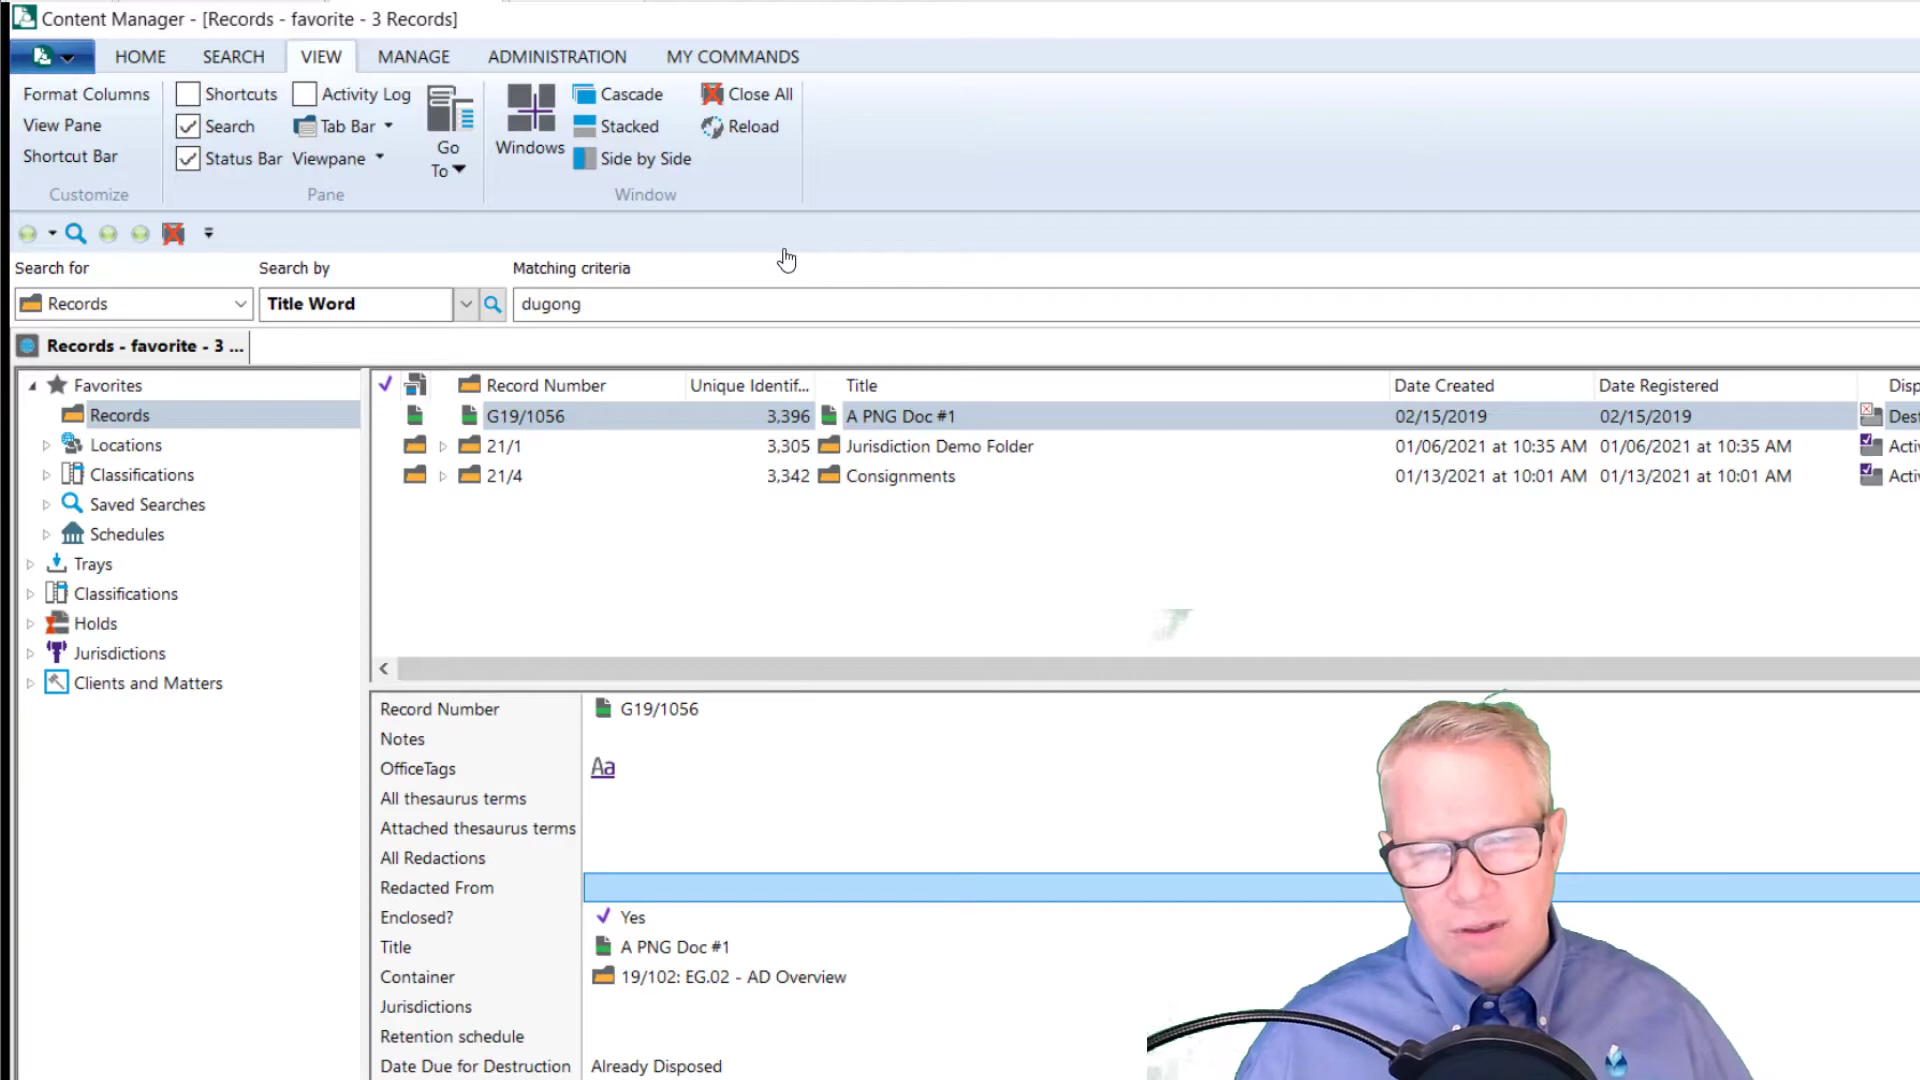 Content Manager - [Records - favorite - 3 Records]
HOME SEARCH VIEW MANAGE ADMINISTRATION MY COMMANDS
Format Columns
View Pane
Shortcut Bar
Customize
Shortcuts
Search
Status Bar
Activity Log
Tab Bar
Viewpane
Pane
Go
To
Windows
Cascade
Stacked
Side by Side
Close All
Reload
Window
Search for Search by Matching criteria
Records Title Word dugong
Records - favorite - 3 ...
Favorites
Records
Locations
Classifications
Saved Searches
Schedules
Trays
Classifications
Holds
Jurisdictions
Clients and Matters
Record Number Unique Identif... Title Date Created Date Registered Disp
G19/1056 3,396 A PNG Doc #1 02/15/2019 02/15/2019 Dest
21/1 3,305 Jurisdiction Demo Folder 01/06/2021 at 10:35 AM 01/06/2021 at 10:35 AM Activ
21/4 3,342 Consignments 01/13/2021 at 10:01 AM 01/13/2021 at 10:01 AM Activ
Record Number G19/1056
Notes
OfficeTags Aa
All thesaurus terms
Attached thesaurus terms
All Redactions
Redacted From
Enclosed? Yes
Title A PNG Doc #1
Container 19/102: EG.02 - AD Overview
Jurisdictions
Retention schedule
Date Due for Destruction Already Disposed